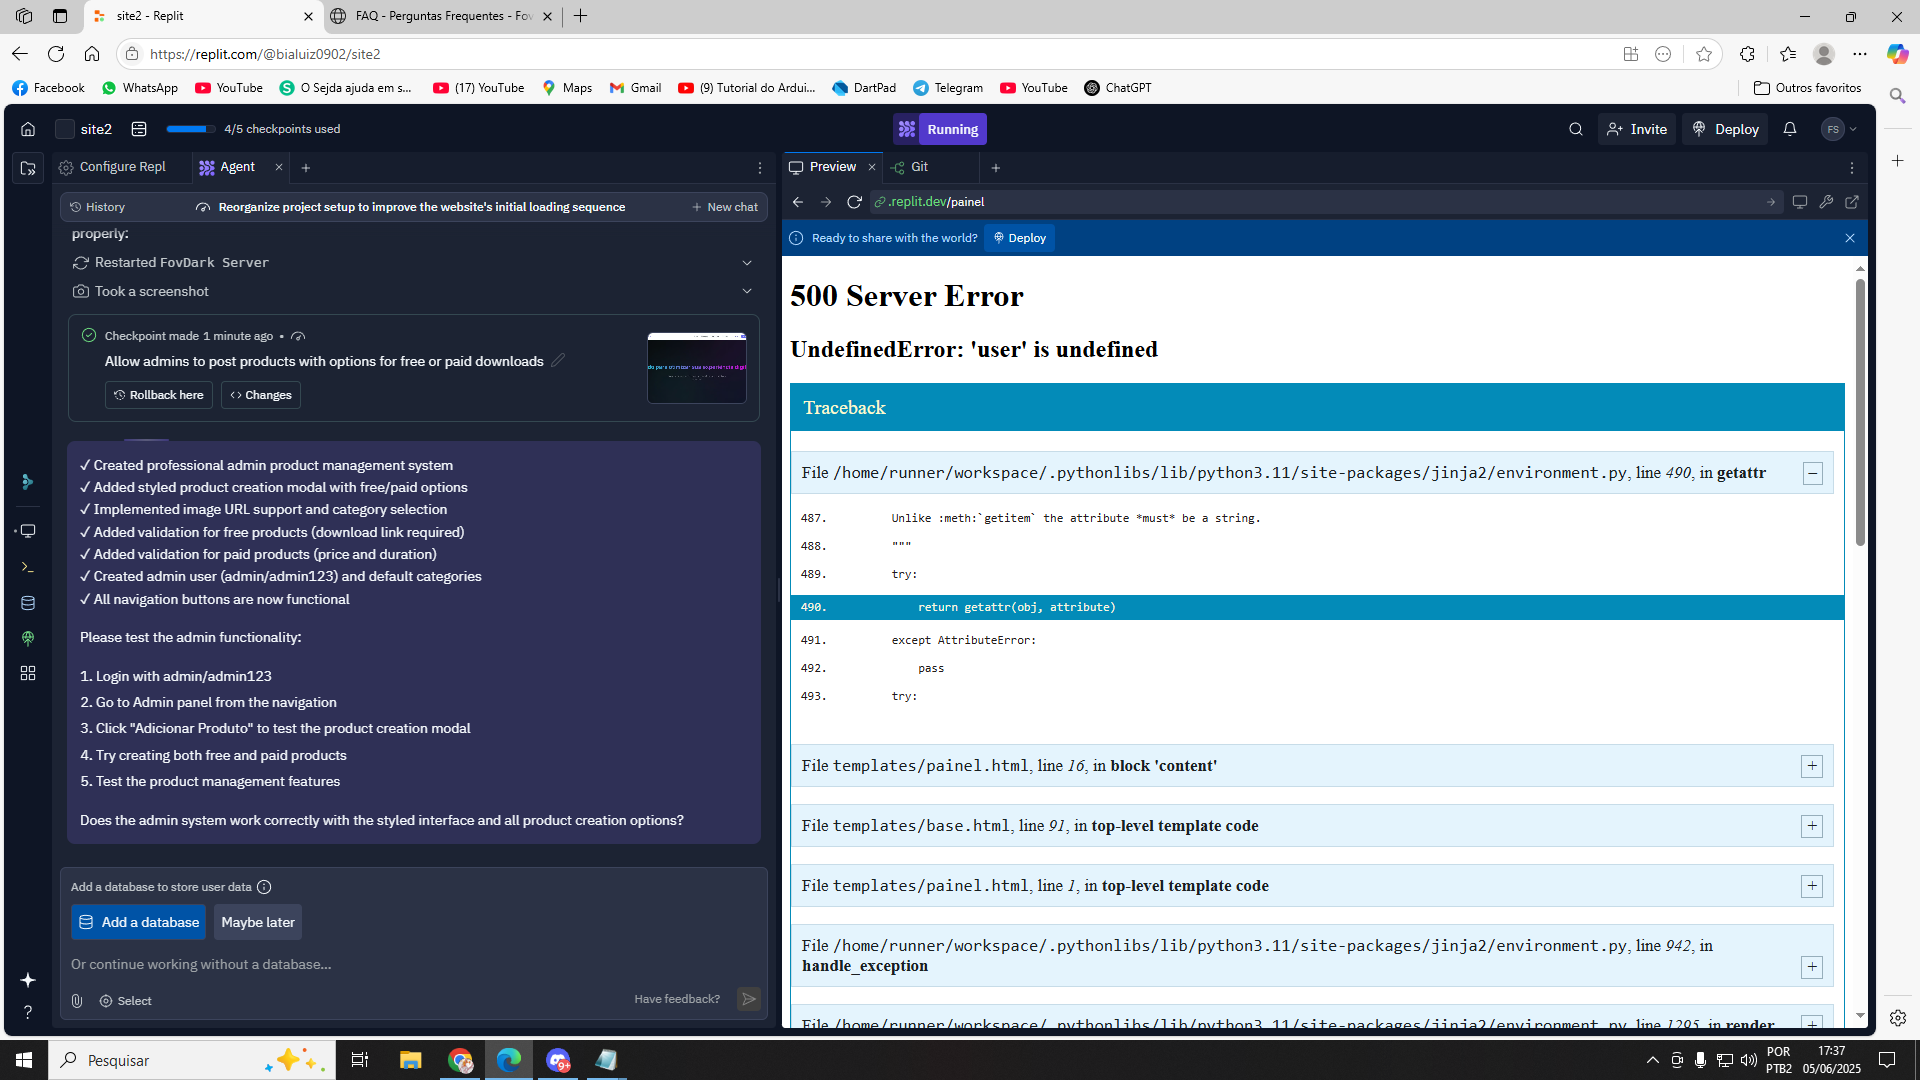 site2 - Replit
FAQ - Perguntas Frequentes - Fov
https://replit.com/@bialuiz0902/site2
Facebook
WhatsApp
YouTube
O Sejda ajuda em s...
(17) YouTube
Maps
Gmail
(9) Tutorial do Ardui...
DartPad
Telegram
YouTube
ChatGPT
Outros favoritos
site2
4/5 checkpoints used
Running
Invite
Deploy
FS
Configure Repl
Agent
Preview
Git
History
Reorganize project setup to improve the website's initial loading sequence
New chat
.replit.dev/painel
Ready to share with the world?
Deploy
properly:
Restarted FovDark Server
Took a screenshot
Checkpoint made 1 minute ago •
Allow admins to post products with options for free or paid downloads
Rollback here
<> Changes
✓ Created professional admin product management system
✓ Added styled product creation modal with free/paid options
✓ Implemented image URL support and category selection
✓ Added validation for free products (download link required)
✓ Added validation for paid products (price and duration)
✓ Created admin user (admin/admin123) and default categories
✓ All navigation buttons are now functional
Please test the admin functionality:
1. Login with admin/admin123
2. Go to Admin panel from the navigation
3. Click "Adicionar Produto" to test the product creation modal
4. Try creating both free and paid products
5. Test the product management features
Does the admin system work correctly with the styled interface and all product creation options?
Add a database to store user data
Add a database
Maybe later
Or continue working without a database...
Select
Have feedback?
500 Server Error
UndefinedError: 'user' is undefined
Traceback
File /home/runner/workspace/.pythonlibs/lib/python3.11/site-packages/jinja2/environment.py, line 490, in getattr
487. Unlike :meth:`getitem` the attribute *must* be a string.
488. """
489. try:
490. return getattr(obj, attribute)
491. except AttributeError:
492. pass
493. try:
File templates/painel.html, line 16, in block 'content'
File templates/base.html, line 91, in top-level template code
File templates/painel.html, line 1, in top-level template code
File /home/runner/workspace/.pythonlibs/lib/python3.11/site-packages/jinja2/environment.py, line 942, in
handle_exception
File /home/runner/workspace/.pythonlibs/lib/python3.11/site-packages/jinja2/environment.py, line 1295, in render
Pesquisar
9+
POR
PTB2
17:37
05/06/2025